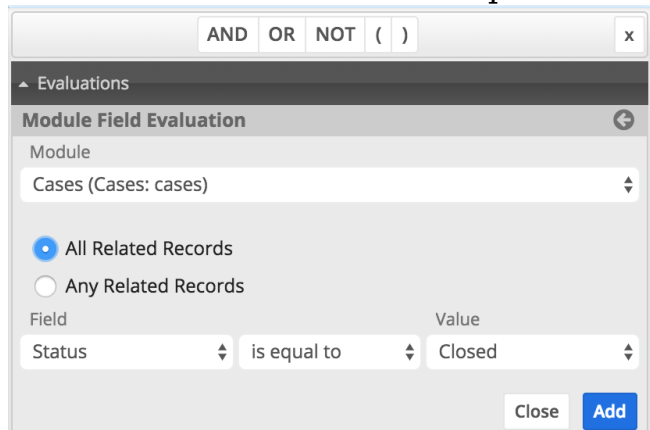 AND OR NOT ( ) x
Evaluations
Module Field Evaluation
Module
Cases (Cases: cases)
All Related Records
Any Related Records
Field Value
Status is equal to Closed
Close Add